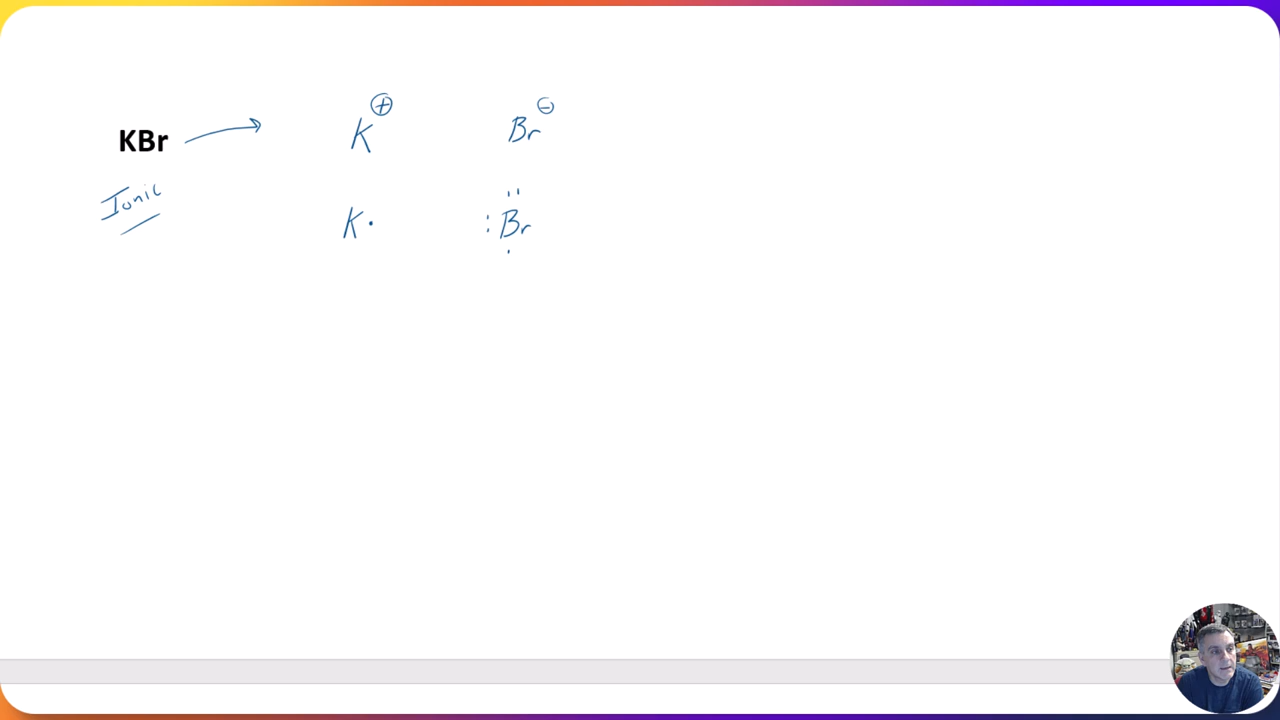 KBr → K⊕ Br⊖
Ionic
K· :Br